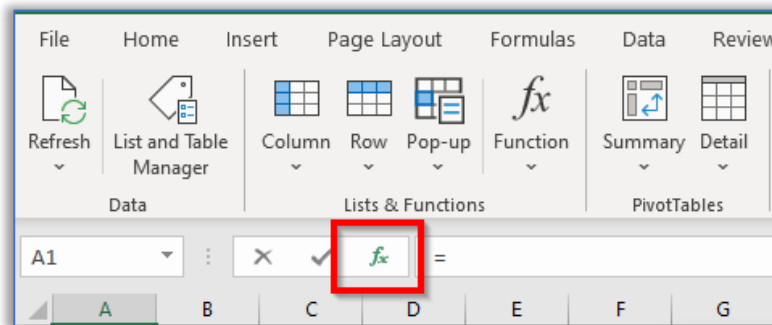 File Home Insert Page Layout Formulas Data Review
fx
Refresh List and Table Column Row Pop-up Function Summary Detail
Manager
Data Lists & Functions PivotTables
A1 fx =
A B C D E F G